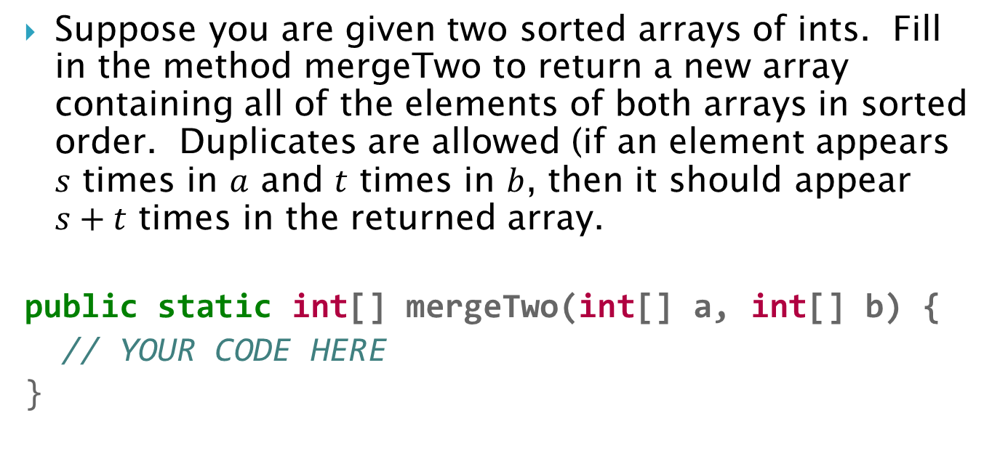 Suppose you are given two sorted arrays of ints.  Fill
in the method mergeTwo to return a new array
containing all of the elements of both arrays in sorted
order.  Duplicates are allowed (if an element appears
s times in a and t times in b, then it should appear
s + t times in the returned array.
public static int[] mergeTwo(int[] a, int[] b) {
// YOUR CODE HERE
}